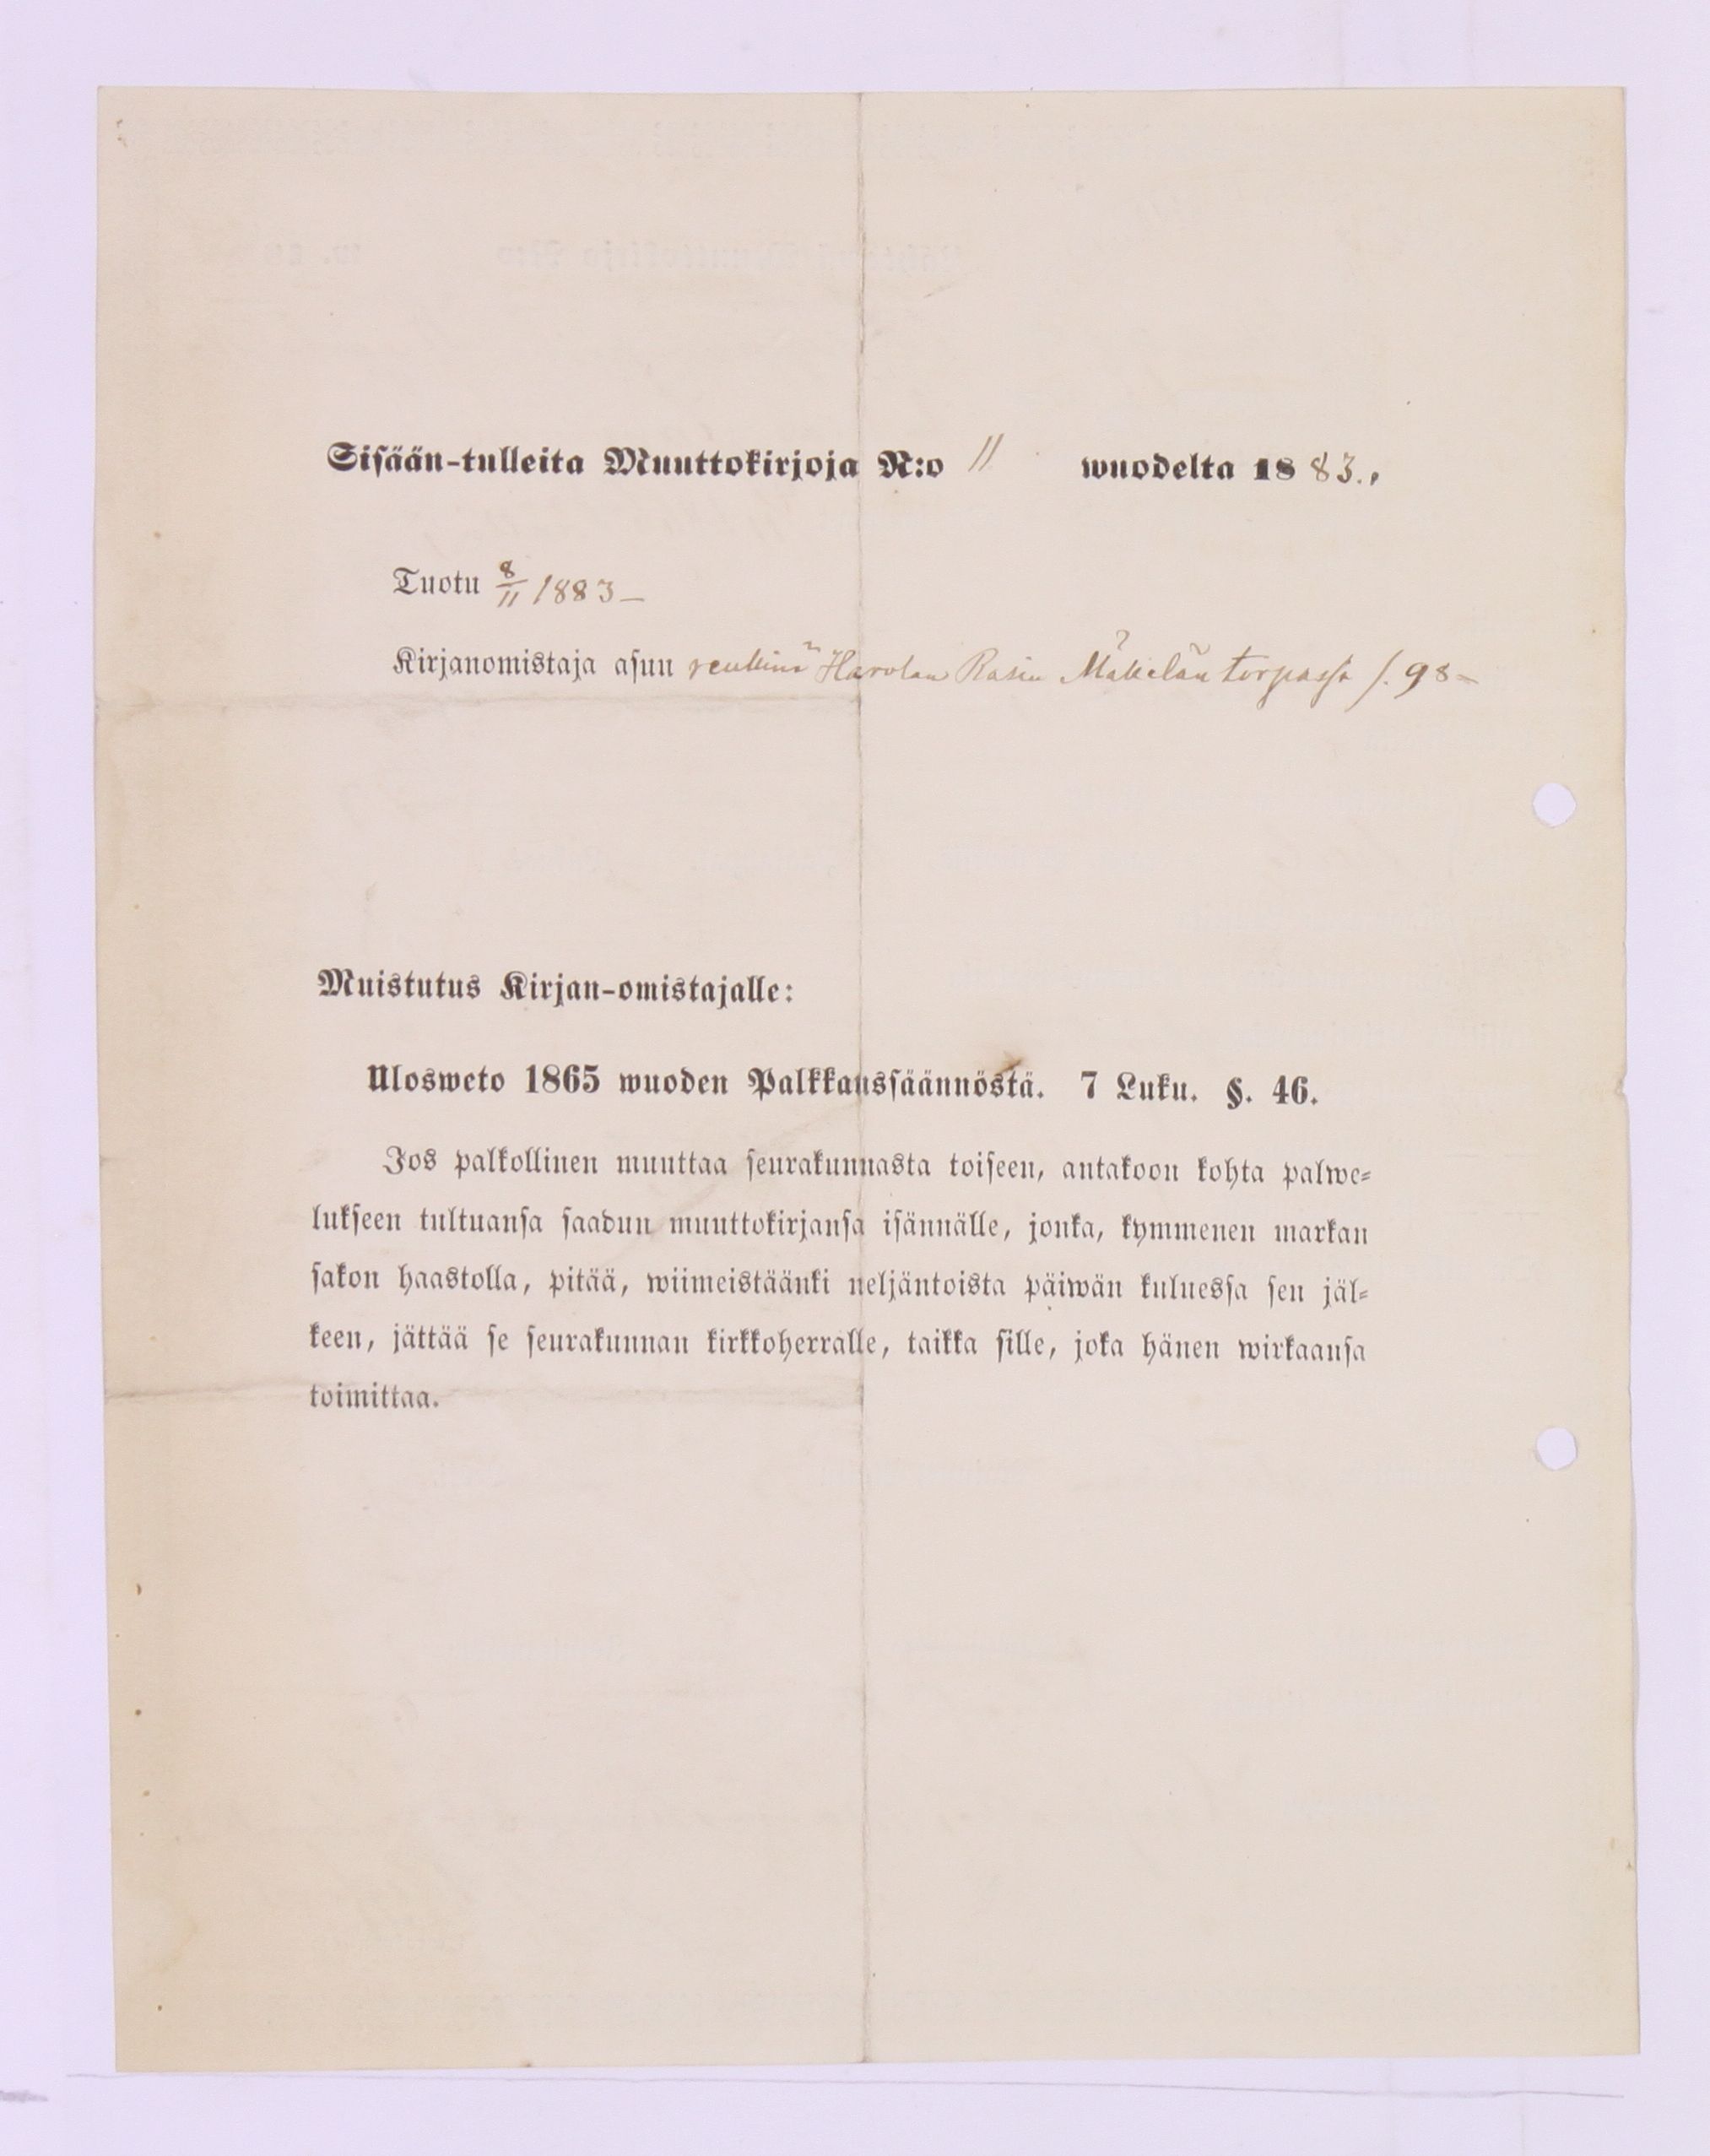 Sisään-tulleita Muuttokirjoja N:o 11 wuodelta 1883.,
Tuotu 8/11 1883 –
Kirjanomistaja asuu renkinä Harolan Rasin Mäkelän torpassa /. 98 –
Muistutus Kirjan-omistajalle:
Ulosweto 1865 wuoden Palkkaussäännöstä. 7 Luku. §. 46.
Jos palkollinen muuttaa seurakunnasta toiseen, antakoon kohta palwe-
lukseen tultuansa saadun muuttokirjansa isännälle, jonka, kymmenen markan
sakon haastolla, pitää, wiimeistäänki neljäntoista päiwän kuluessa sen jäl-
keen, jättää se seurakunnan kirkkoherralle, taikka sille, joka hänen wirkaansa
toimittaa.